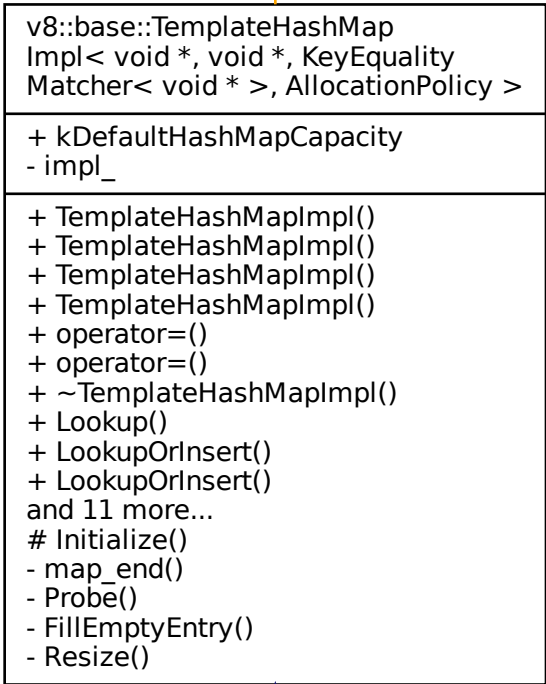 v8::base::TemplateHashMap
Impl< void *, void *, KeyEquality
Matcher< void * >, AllocationPolicy >
+ kDefaultHashMapCapacity
- impl_
+ TemplateHashMapImpl()
+ TemplateHashMapImpl()
+ TemplateHashMapImpl()
+ TemplateHashMapImpl()
+ operator=()
+ operator=()
+ ~TemplateHashMapImpl()
+ Lookup()
+ LookupOrInsert()
+ LookupOrInsert()
and 11 more...
# Initialize()
- map_end()
- Probe()
- FillEmptyEntry()
- Resize()